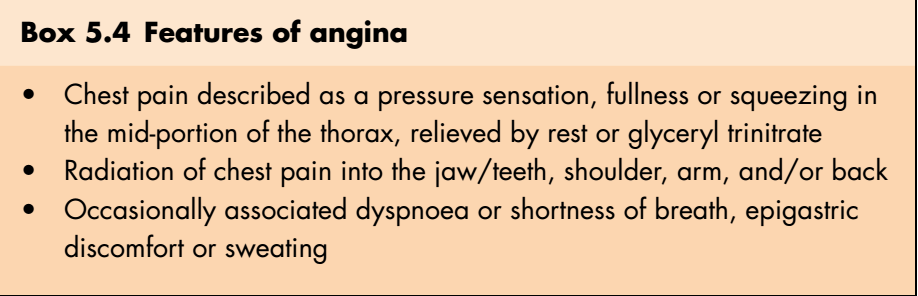 Box 5.4 Features of angina
• Chest pain described as a pressure sensation, fullness or squeezing in
the mid-portion of the thorax, relieved by rest or glyceryl trinitrate
• Radiation of chest pain into the jaw/teeth, shoulder, arm, and/or back
• Occasionally associated dyspnoea or shortness of breath, epigastric
discomfort or sweating